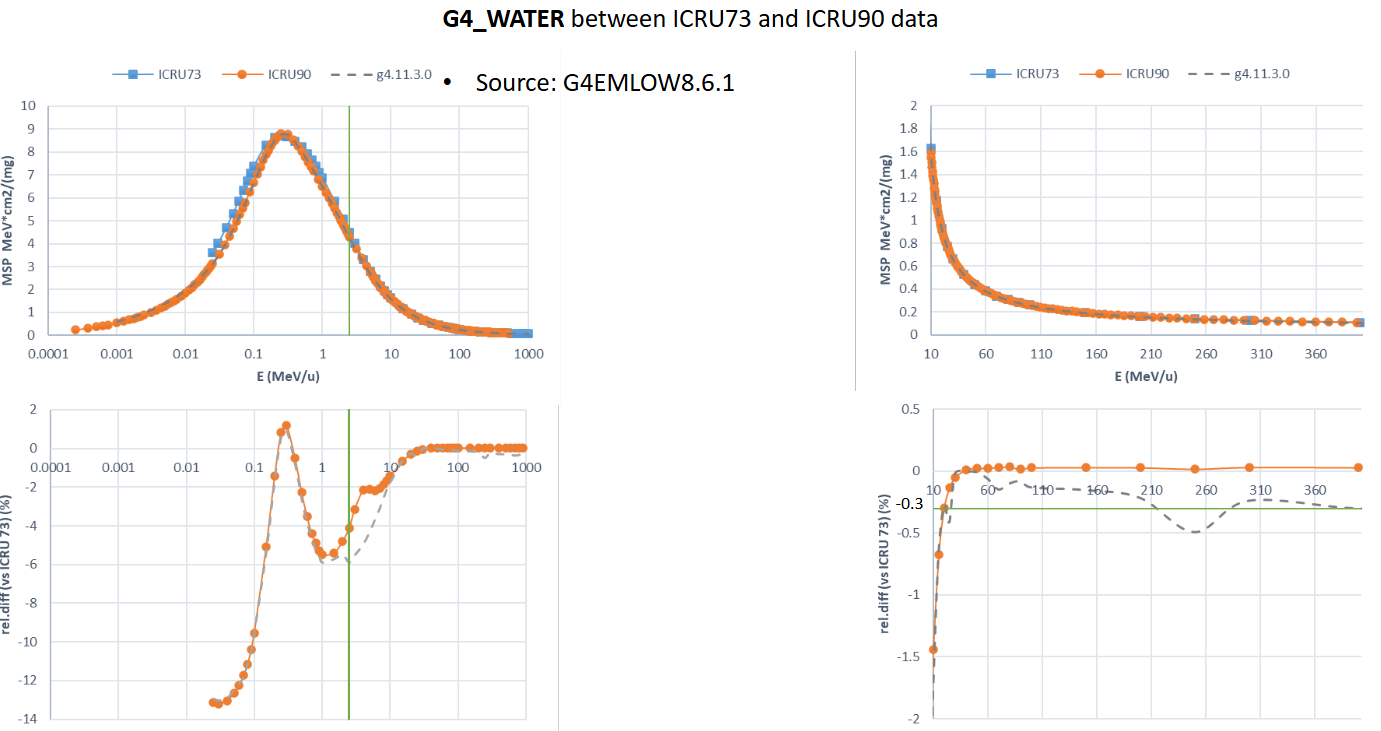 G4_WATER between ICRU73 and ICRU90 data
• Source: G4EMLOW8.6.1
ICRU73 ICRU90 g4.11.3.0
MSP MeV*cm2/(mg)
10
9
8
7
6
5
4
3
2
1
0
0.0001 0.001 0.01 0.1 1 10 100 1000
E (MeV/u)
ICRU73 ICRU90 g4.11.3.0
MSP MeV*cm2/(mg)
2
1.8
1.6
1.4
1.2
1
0.8
0.6
0.4
0.2
0
10 60 110 160 210 260 310 360
E (MeV/u)
rel.diff (vs ICRU 73) (%)
2
0
0.0001 0.001 0.01 0.1 1 10 100 1000
-2
-4
-6
-8
-10
-12
-14
rel.diff (vs ICRU 73) (%)
0.5
0
10 60 110 160 210 260 310 360
-0.3
-0.5
-1
-1.5
-2